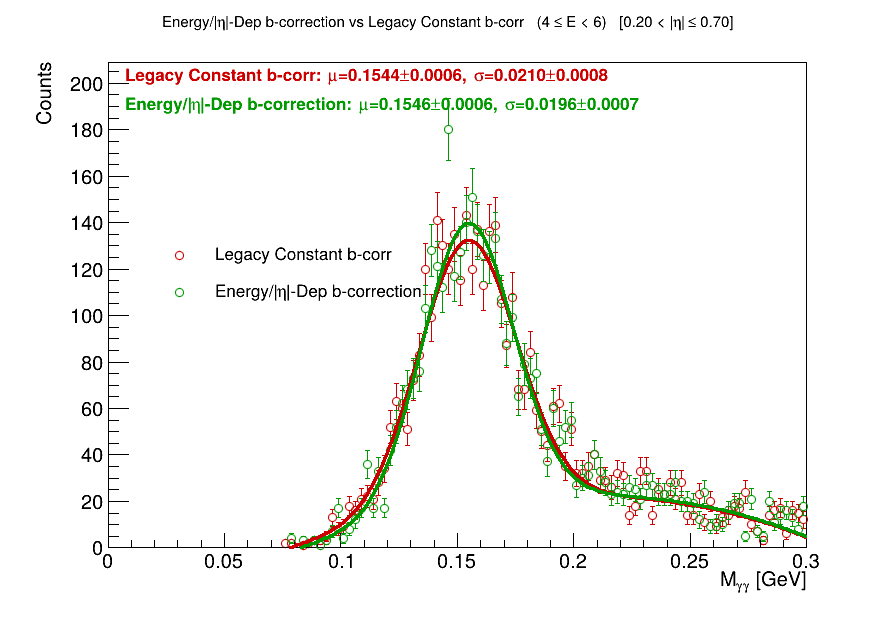 Energy/|η|-Dep b-correction vs Legacy Constant b-corr (4 ≤ E < 6) [0.20 < |η| ≤ 0.70]
Counts
Legacy Constant b-corr: μ=0.1544±0.0006, σ=0.0210±0.0008
Energy/|η|-Dep b-correction: μ=0.1546±0.0006, σ=0.0196±0.0007
200
180
160
140
120
100
80
60
40
20
0
Legacy Constant b-corr
Energy/|η|-Dep b-correction
0 0.05 0.1 0.15 0.2 0.25 0.3
Mγγ [GeV]